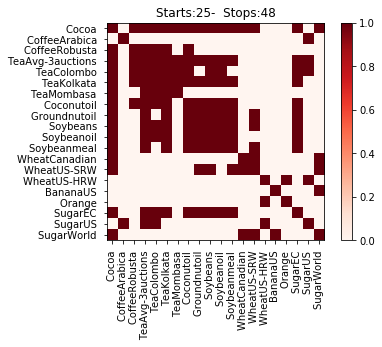 Starts:25-  Stops:48
Cocoa
CoffeeArabica
CoffeeRobusta
TeaAvg-3auctions
TeaColombo
TeaKolkata
TeaMombasa
Coconutoil
Groundnutoil
Soybeans
Soybeanoil
Soybeanmeal
WheatCanadian
WheatUS-SRW
WheatUS-HRW
BananaUS
Orange
SugarEC
SugarUS
SugarWorld
Cocoa
CoffeeArabica
CoffeeRobusta
TeaAvg-3auctions
TeaColombo
TeaKolkata
TeaMombasa
Coconutoil
Groundnutoil
Soybeans
Soybeanoil
Soybeanmeal
WheatCanadian
WheatUS-SRW
WheatUS-HRW
BananaUS
Orange
SugarEC
SugarUS
SugarWorld
1.0
0.8
0.6
0.4
0.2
0.0